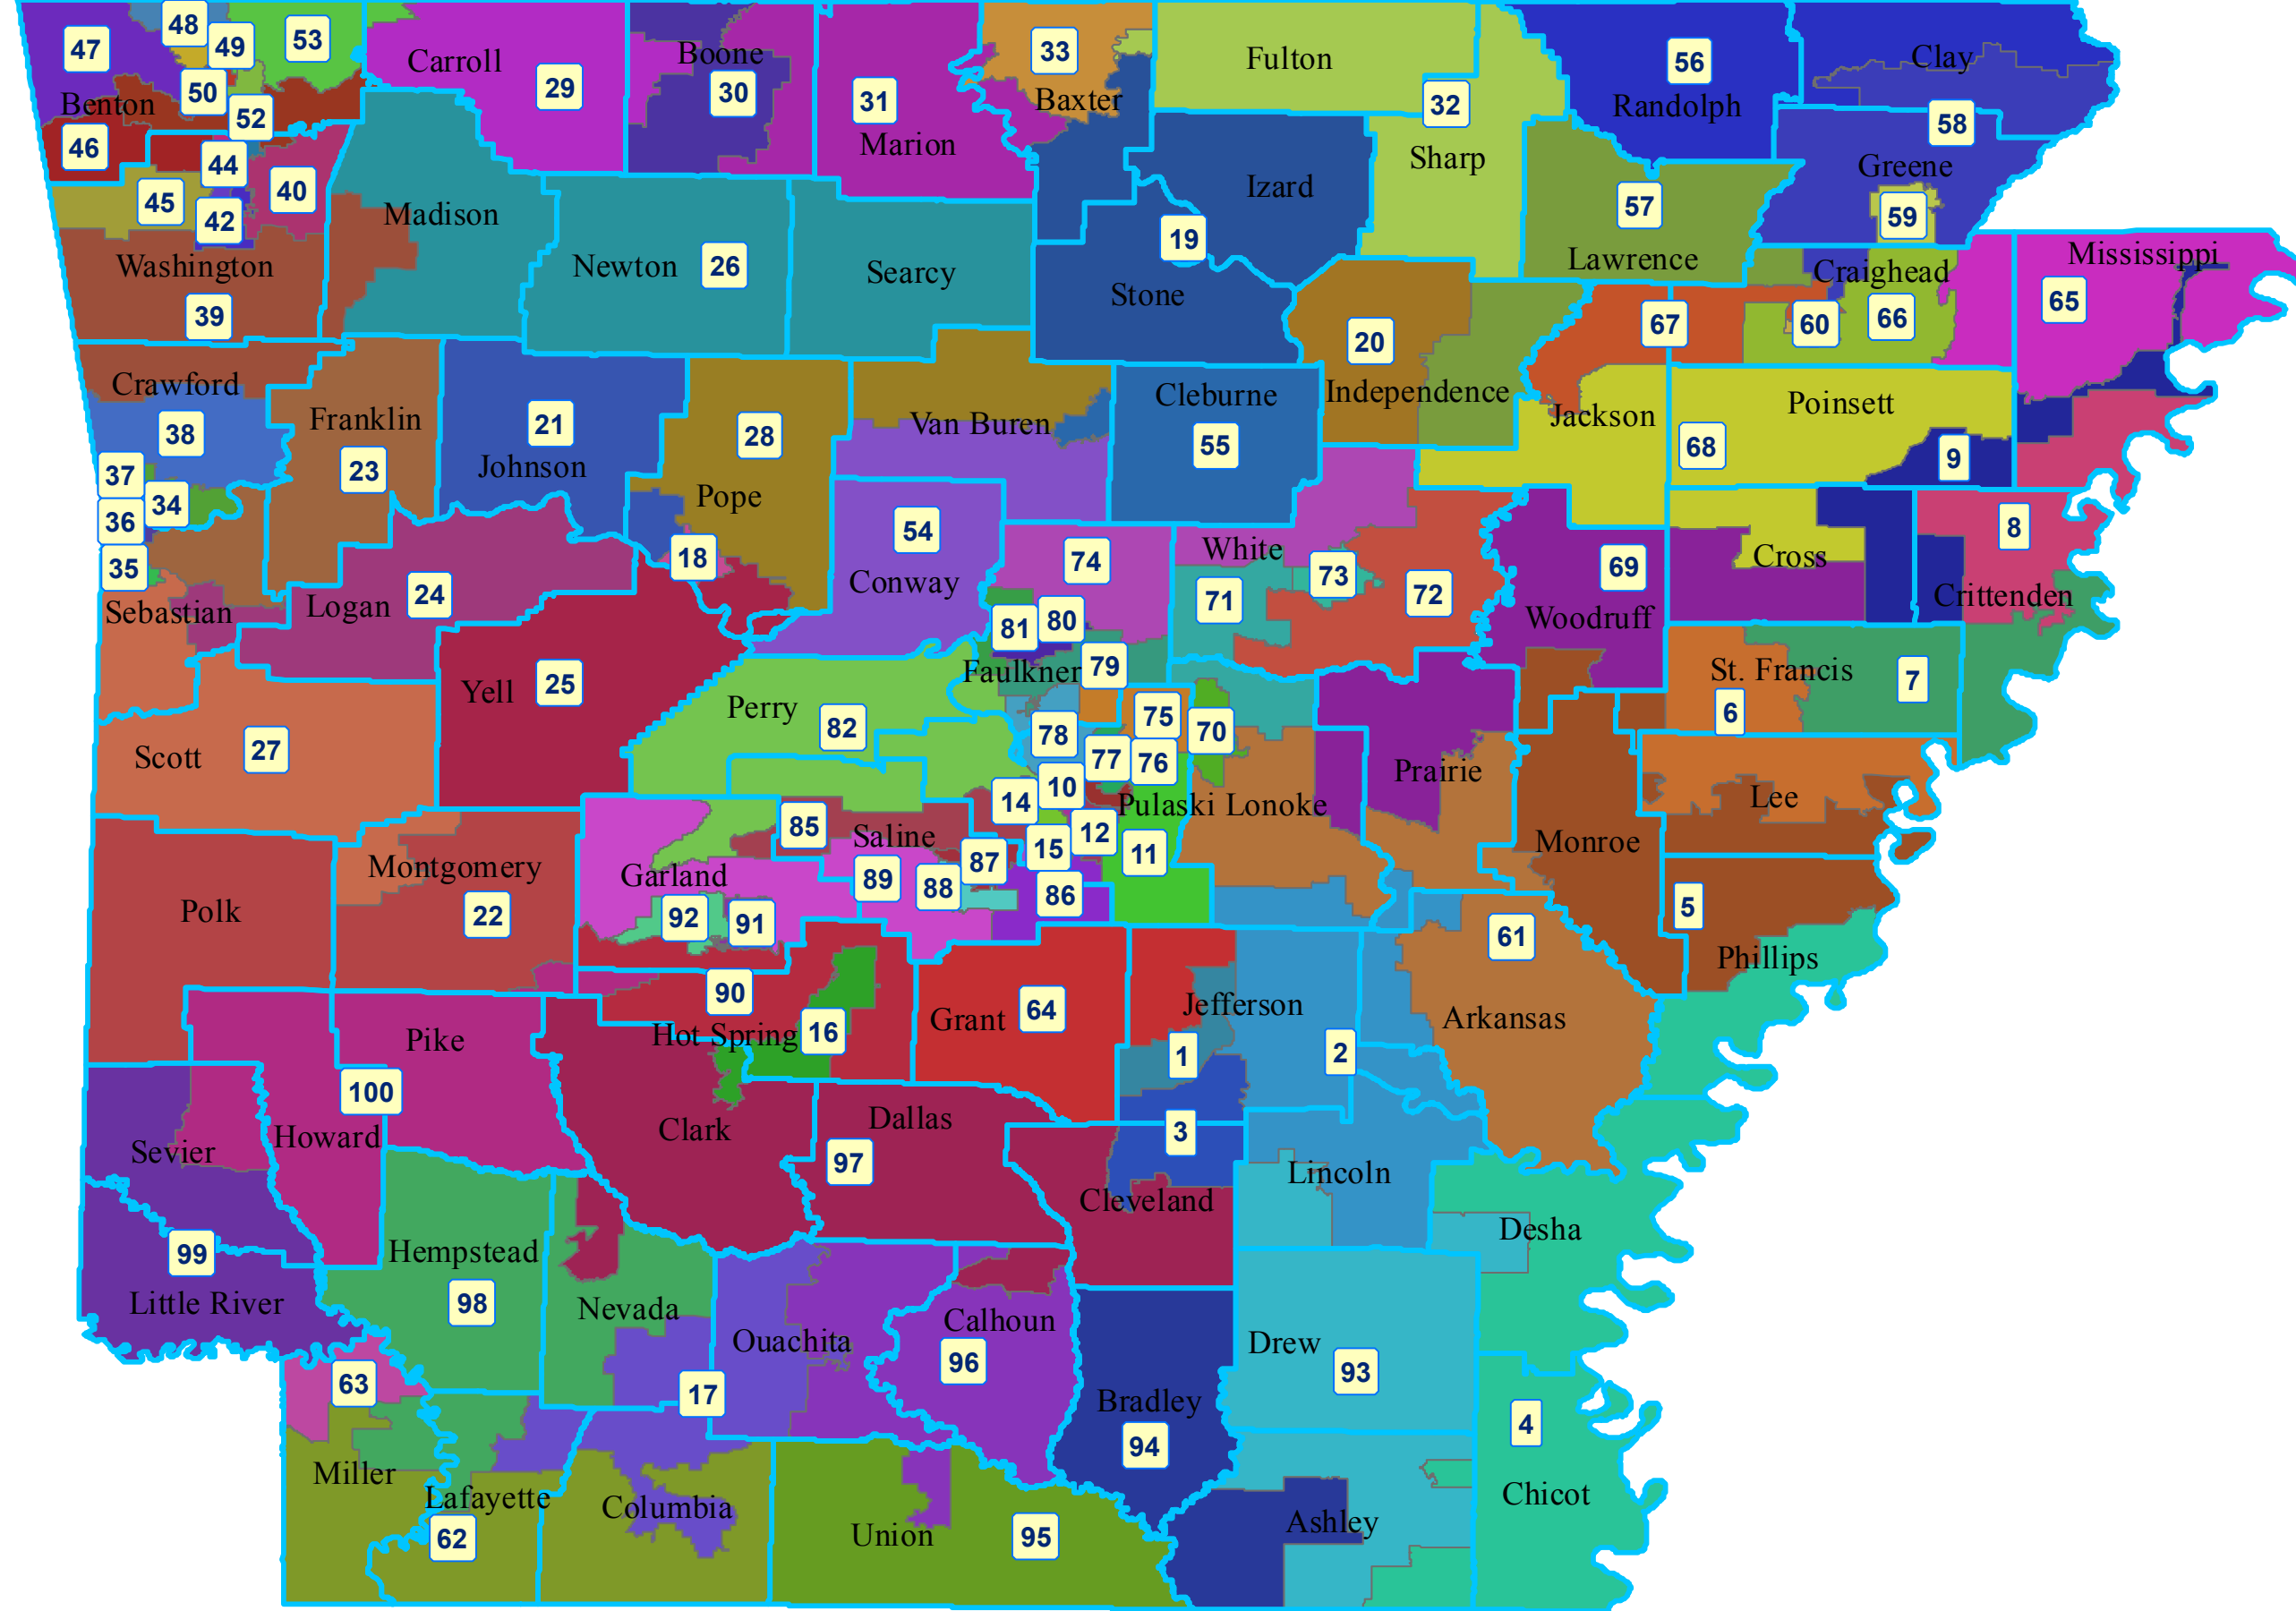 48
47
49
53
Carroll
Boone
33
Fulton
56
Clay
29
50
30
31
Benton
Baxter
32
Randolph
52
58
46
Marion
44
Sharp
Greene
40
Izard
45
Madison
57
42
59
19
Washington
Newton
26
Searcy
Lawrence
Craighead
Mississippi
Stone
65
39
67
60
66
20
Crawford
Franklin
21
28
Van Buren
Cleburne
Independence
Jackson
Poinsett
38
55
68
9
37
23
Johnson
34
Pope
36
54
8
18
White
74
Cross
35
Conway
73
69
24
71
72
Crittenden
Sebastian
Logan
81
80
Woodruff
Faulkner
79
St. Francis
7
Yell
25
Perry
82
6
75
70
78
Scott
27
77
76
Prairie
10
14
Pulaski
Lonoke
Lee
85
Saline
12
15
11
Monroe
Montgomery
Garland
87
89
88
86
Polk
22
92
91
5
61
Phillips
90
Hot Spring
16
Grant
64
Jefferson
Arkansas
Pike
1
2
100
Howard
Clark
Dallas
3
Sevier
97
Cleveland
Lincoln
99
Hempstead
Desha
Little River
98
Nevada
Ouachita
Calhoun
Drew
63
17
96
93
Bradley
94
4
Miller
Lafayette
Columbia
Chicot
62
Union
95
Ashley